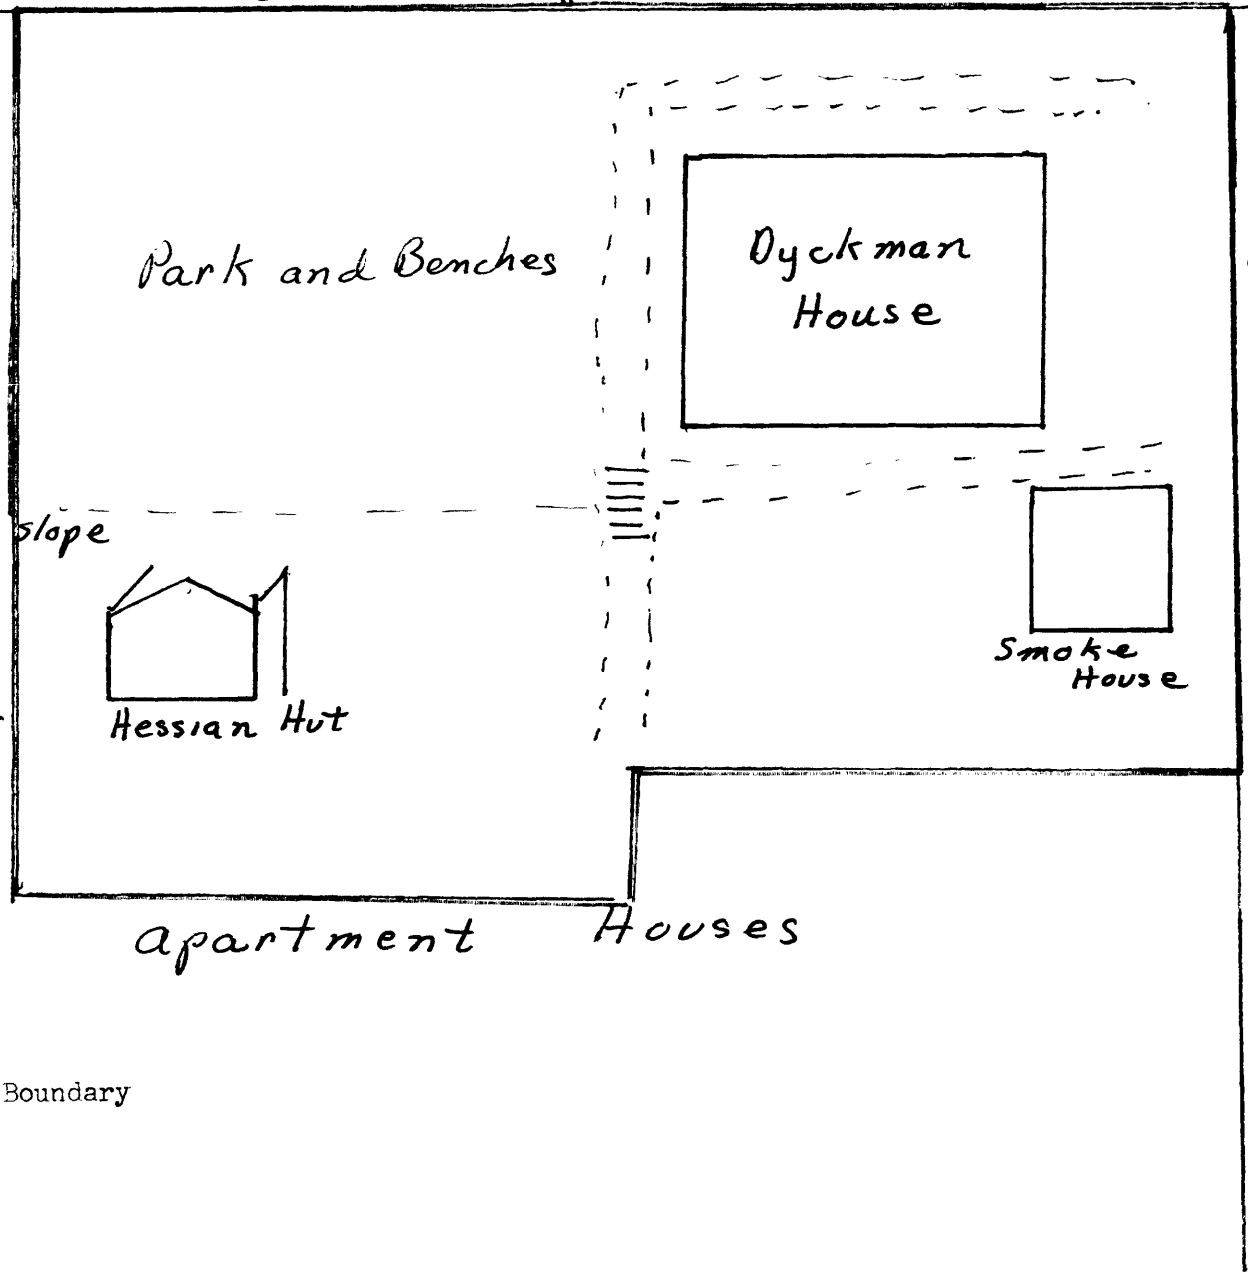 Park and Benches
Dyckman
House
slope
Hessian Hut
Smoke
House
apartment Houses
Boundary